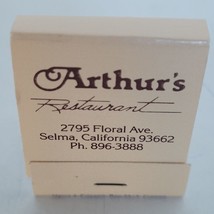 Arthur's
Restaurant
2795 Floral Ave.
Selma, California 93662
Ph. 896-3888